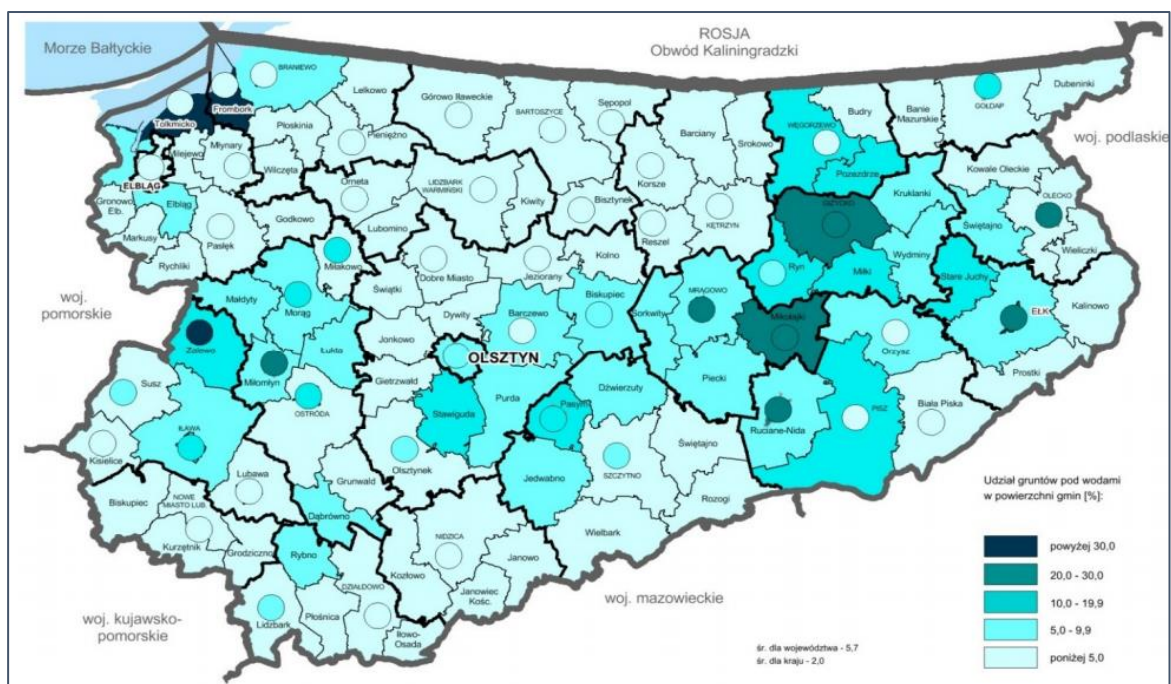 Morze Bałtyckie
ROSJA
Obwód Kaliningradzki
woj. podlaskie
woj.
pomorskie
woj. kujawsko-
pomorskie
woj. mazowieckie
BRANIEWO
Lelkowo
Frombork
Tolkmicko
Płoskinia
Pieniężno
Młynary
Milejewo
Wilczęta
ELBLĄG
Gronowo
Elb.
Elbląg
Markusy
Pasłęk
Rychliki
Godkowo
Górowo Iławeckie
BARTOSZYCE
Sępopol
Orneta
LIDZBARK
WARMIŃSKI
Kiwity
Lubomino
Bisztynek
Barciany
Srokowo
Korsze
KĘTRZYN
Reszel
WĘGORZEWO
Budry
Pozezdrze
Banie
Mazurskie
GOŁDAP
Dubeninki
Kowale Oleckie
OLECKO
Świętajno
Wieliczki
Kruklanki
GIŻYCKO
Wydminy
Ryn
Miłki
Stare Juchy
EŁK
Kalinowo
Prostki
Miłakowo
Małdyty
Morąg
Zalewo
Miłomłyn
Łukta
OSTRÓDA
Świątki
Dobre Miasto
Jeziorany
Kolno
Jonkowo
Dywity
Barczewo
Biskupiec
OLSZTYN
Gietrzwałd
Stawiguda
Purda
Olsztynek
Sorkwity
MRĄGOWO
Mikołajki
Piecki
Orzysz
Ruciane-Nida
PISZ
Biała Piska
Pasym
Dźwierzuty
Jedwabno
SZCZYTNO
Świętajno
Rozogi
Wielbark
Susz
IŁAWA
Kisielice
Lubawa
Grunwald
Dąbrówno
Biskupiec
NOWE
MIASTO LUB.
Kurzętnik
Grodziczno
Rybno
Lidzbark
Płośnica
DZIAŁDOWO
Iłowo-
Osada
Kozłowo
NIDZICA
Janowo
Janowiec
Kośc.
Udział gruntów pod wodami
w powierzchni gmin [%]:
powyżej 30,0
20,0 - 30,0
10,0 - 19,9
5,0 - 9,9
poniżej 5,0
śr. dla województwa - 5,7
śr. dla kraju - 2,0